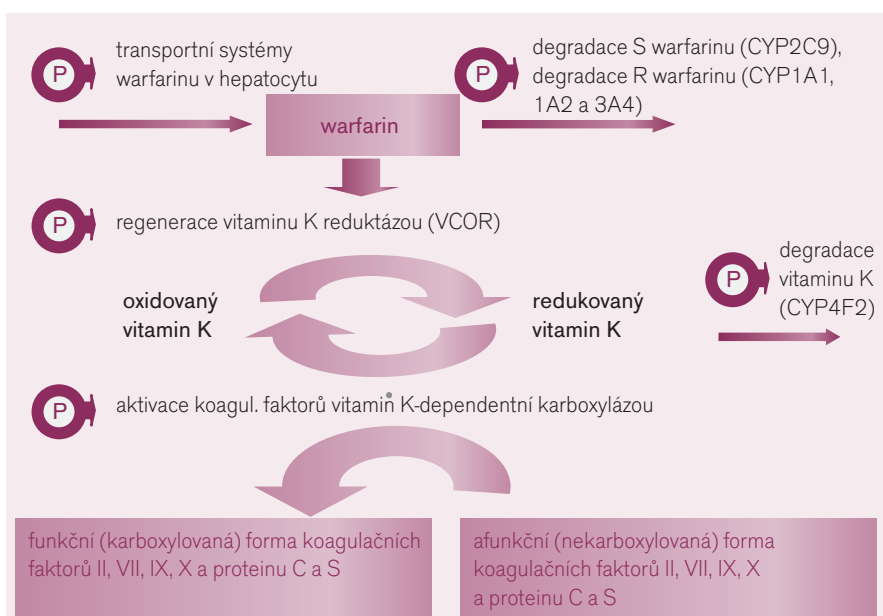 P
transportní systémy
warfarinu v hepatocytu
P
degradace S warfarinu (CYP2C9),
degradace R warfarinu (CYP1A1,
1A2 a 3A4)
warfarin
P
regenerace vitaminu K reduktázou (VCOR)
oxidovaný
vitamin K
redukovaný
vitamin K
P
degradace
vitaminu K
(CYP4F2)
P
aktivace koagul. faktorů vitamin K-dependentní karboxylázou
funkční (karboxylovaná) forma koagulačních
faktorů II, VII, IX, X a proteinu C a S
afunkční (nekarboxylovaná) forma
koagulačních faktorů II, VII, IX, X
a proteinu C a S